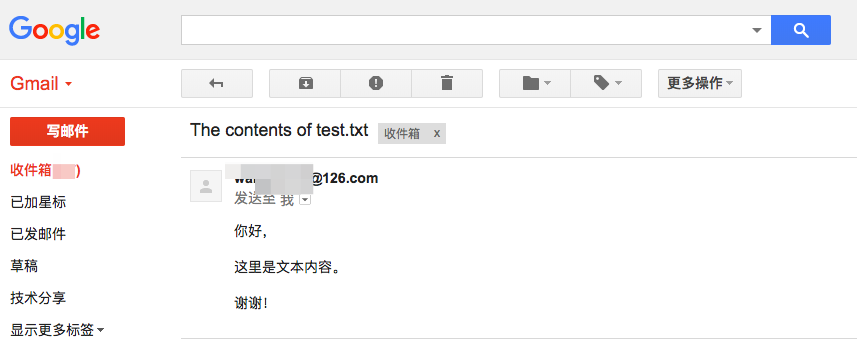 Google
Gmail
更多操作
写邮件
The contents of test.txt 收件箱 x
收件箱 )
已加星标
已发邮件
草稿
技术分享
显示更多标签
@126.com
发送至 我
你好,
这里是文本内容。
谢谢!